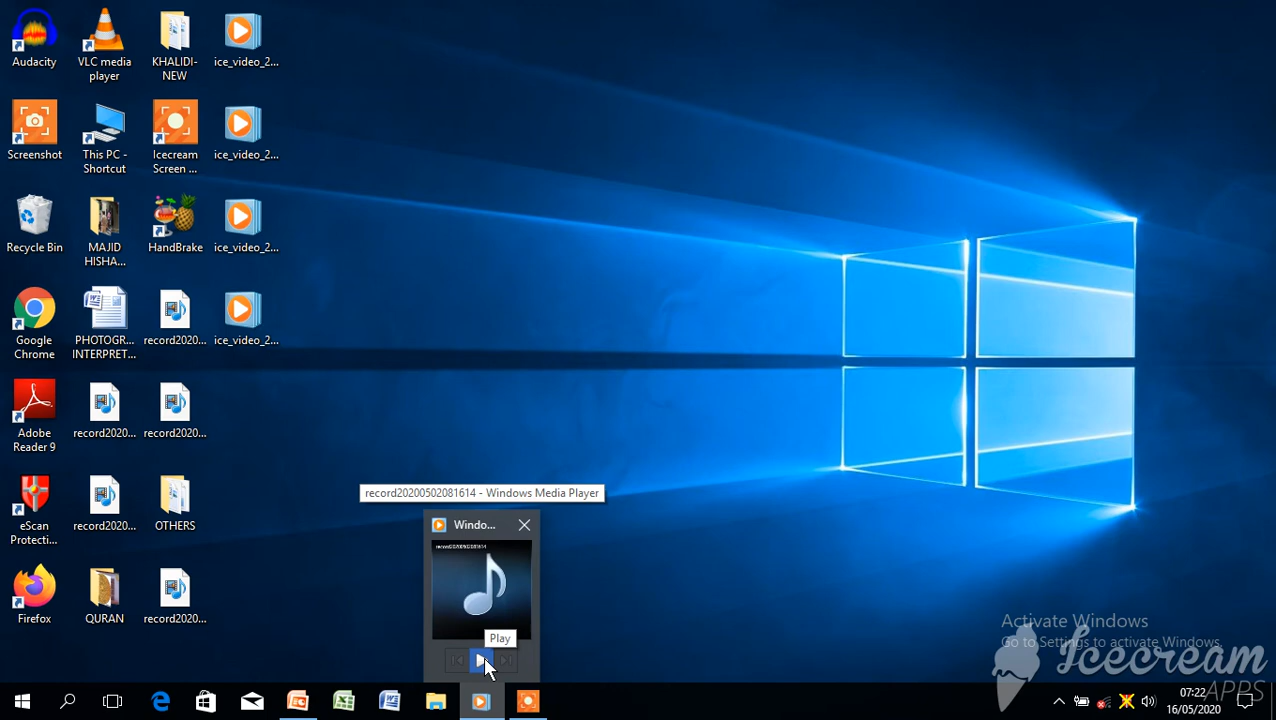 Audacity
VLC media
player
KHALIDI-
NEW
ice_video_2...
Screenshot
This PC -
Shortcut
Icecream
Screen ...
ice_video_2...
Recycle Bin
MAJID
HISHA...
HandBrake
ice_video_2...
Google
Chrome
PHOTOGR...
INTERPRET...
record2020...
ice_video_2...
Adobe
Reader 9
record2020...
record2020...
eScan
Protecti...
record2020...
OTHERS
Firefox
QURAN
record2020...
record20200502081614 - Windows Media Player
Windo...
record20200502081614
Play
Activate Windows
Go to Settings to activate Windows.
Icecream
APPS
07:22
16/05/2020